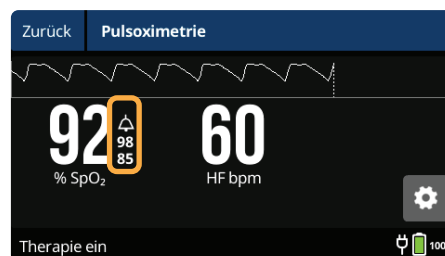 Zurück Pulsoximetrie
92 98 60
85
% SpO₂ HF bpm
Therapie ein 100